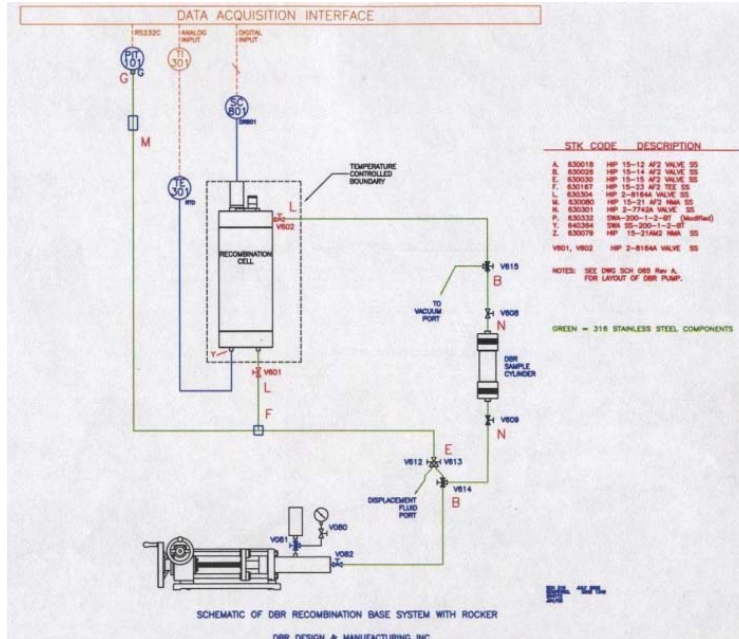 DATA ACQUISITION INTERFACE
RS232C
ANALOG INPUT
DIGITAL INPUT
PIT 101
TI 301
G
G
SC 801
SR801
M
TE 301
RTD
TEMPERATURE
CONTROLLED
BOUNDARY
L
V602
RECOMBINATION
CELL
Y
V601
L
F
V615
B
TO
VACUUM
PORT
V608
N
DBR
SAMPLE
CYLINDER
V609
N
E
V612
V613
V614
B
DISPLACEMENT
FLUID
PORT
V081
V080
V082
STK CODE DESCRIPTION
A. 630018 HIP 15-12 AF2 VALVE SS
B. 630028 HIP 15-14 AF2 VALVE SS
E. 630030 HIP 15-15 AF2 VALVE SS
F. 630167 HIP 15-23 AF2 TEE SS
L. 530304 HIP 2-8164A VALVE SS
M. 630080 HIP 15-21 AF2 NMA SS
N. 630301 HIP 2-7742A VALVE SS
P. 630332 SWA-200-1-2-BT (Modified)
Y. 640364 SWA SS-200-1-2-BT
Z. 630079 HIP 15-21AM2 NMA SS
V601, V602 HIP 2-8164A VALVE SS
NOTES: SEE DWG SCH 065 Rev A.
FOR LAYOUT OF DBR PUMP.
GREEN = 316 STAINLESS STEEL COMPONENTS
SCHEMATIC OF DBR RECOMBINATION BASE SYSTEM WITH ROCKER
DBR DESIGN & MANUFACTURING INC.